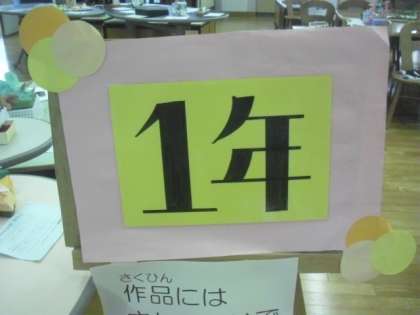 1年
さくひん
作品には